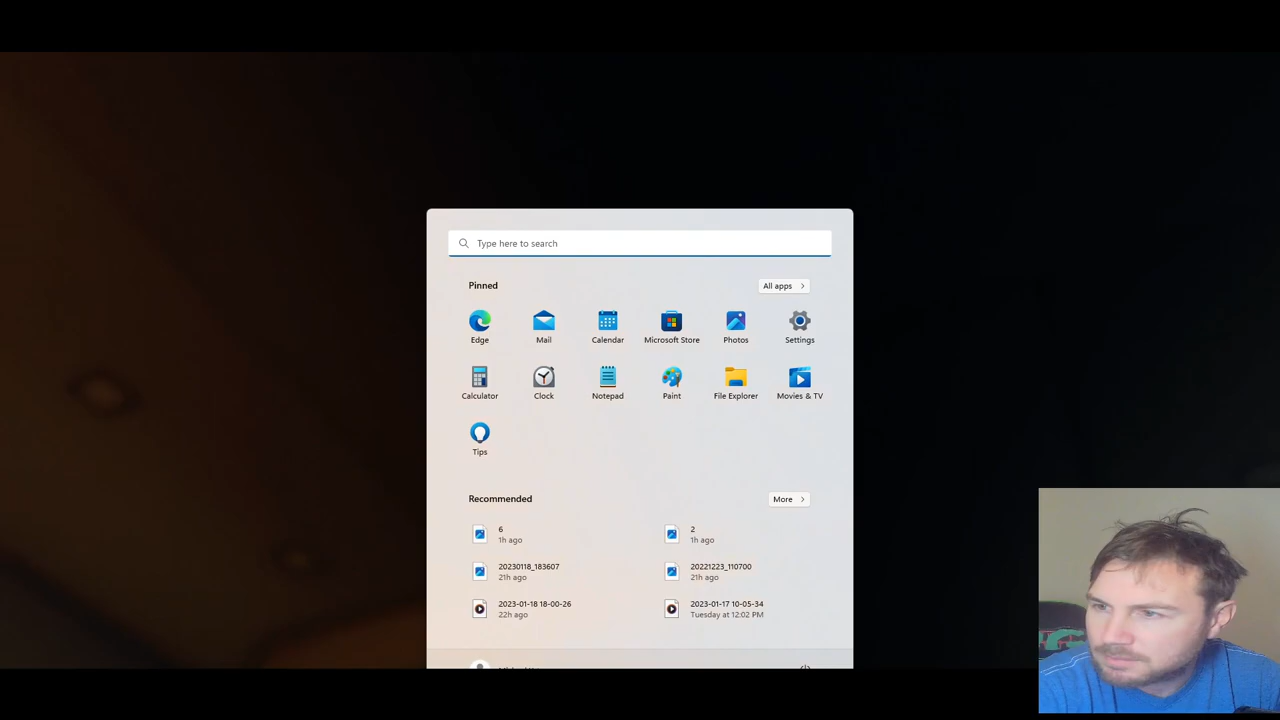 Type here to search
Pinned
All apps
Edge
Mail
Calendar
Microsoft Store
Photos
Settings
Calculator
Clock
Notepad
Paint
File Explorer
Movies & TV
Tips
Recommended
More
6
1h ago
2
1h ago
20230118_183607
21h ago
20221223_110700
21h ago
2023-01-18 18-00-26
22h ago
2023-01-17 10-05-34
Tuesday at 12:02 PM